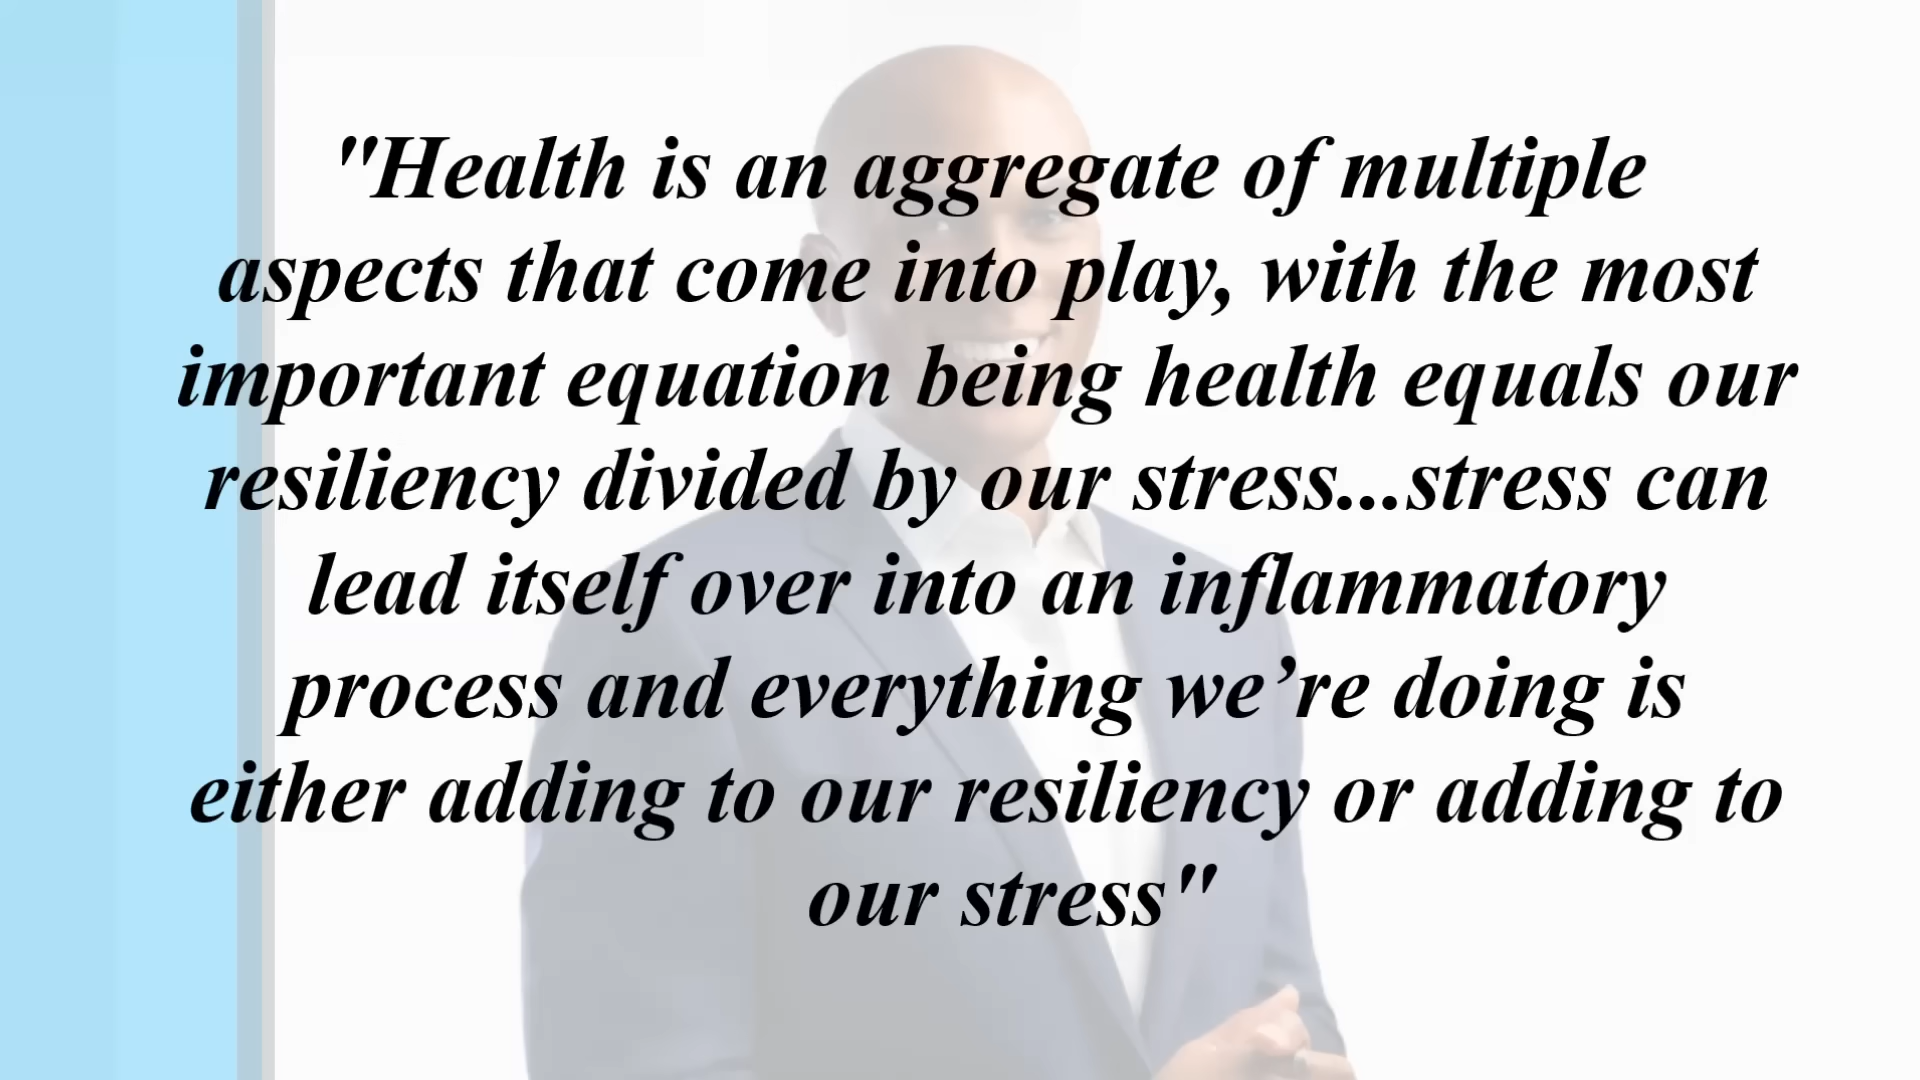 "Health is an aggregate of multiple
aspects that come into play, with the most
important equation being health equals our
resiliency divided by our stress...stress can
lead itself over into an inflammatory
process and everything we’re doing is
either adding to our resiliency or adding to
our stress"